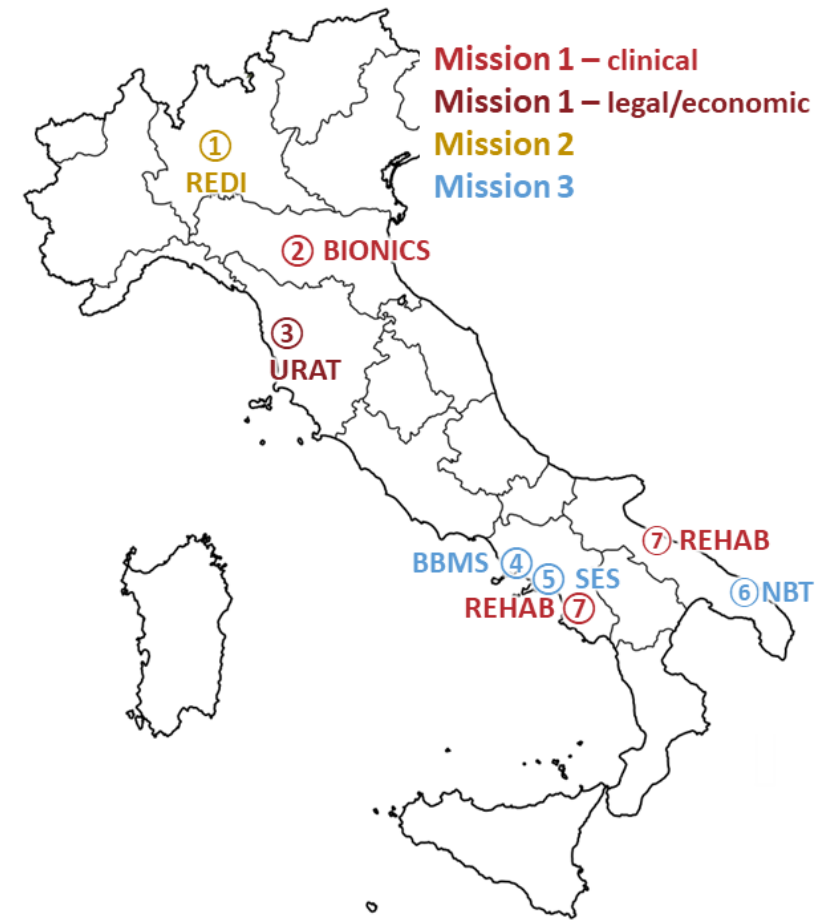 Mission 1 – clinical
Mission 1 – legal/economic
Mission 2
Mission 3
① REDI
② BIONICS
③ URAT
⑦ REHAB
BBMS ④
⑤ SES
⑥ NBT
REHAB ⑦